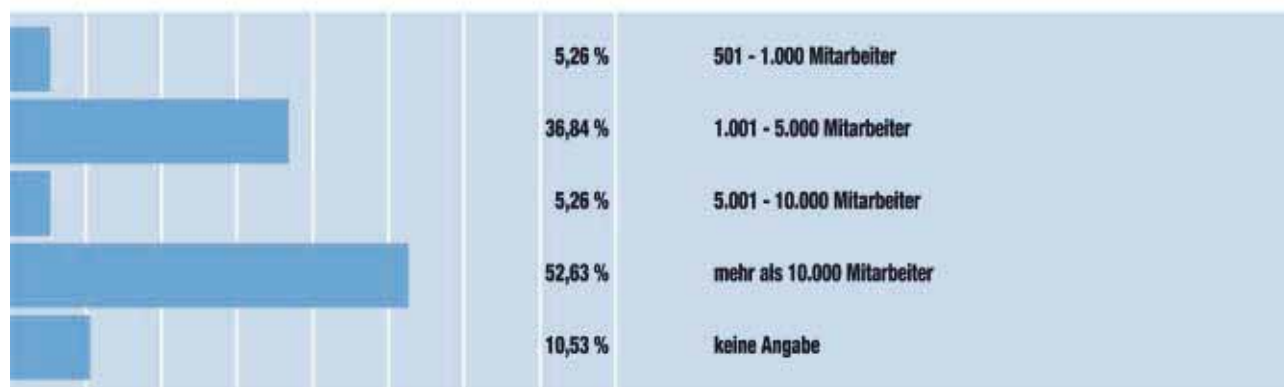 5,26 % 501 - 1.000 Mitarbeiter
36,84 % 1.001 - 5.000 Mitarbeiter
5,26 % 5.001 - 10.000 Mitarbeiter
52,63 % mehr als 10.000 Mitarbeiter
10,53 % keine Angabe